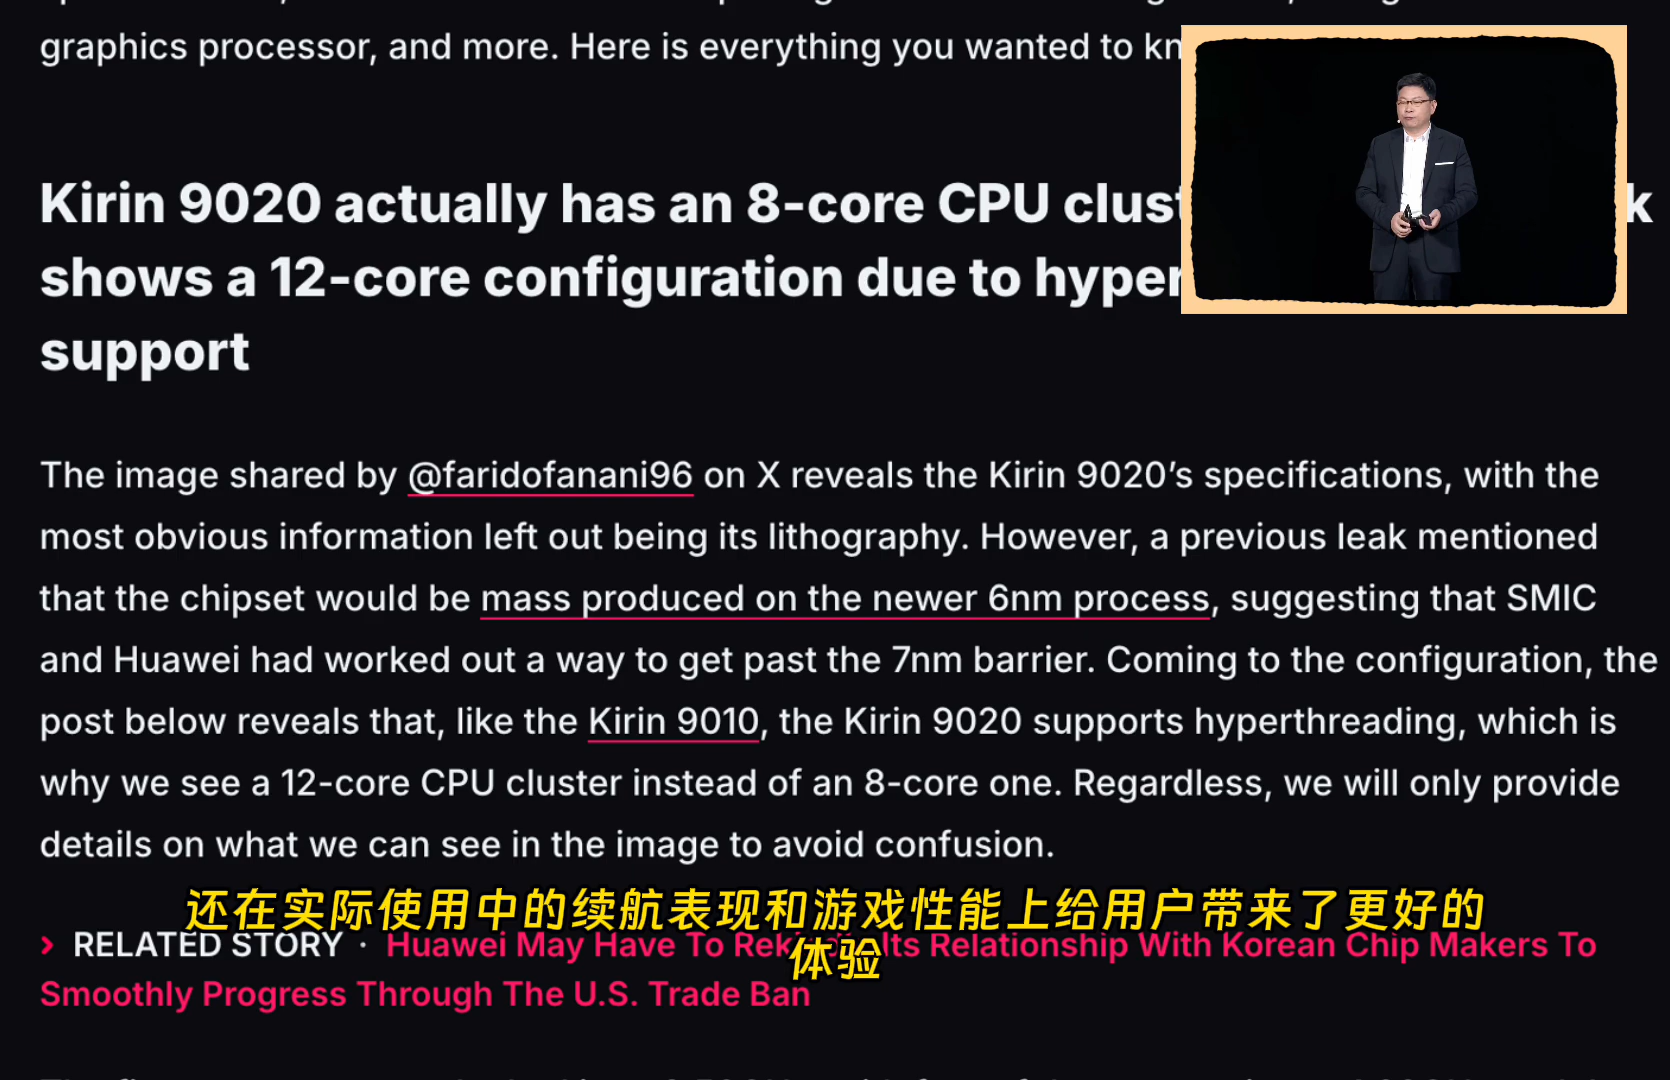 graphics processor, and more. Here is everything you wanted to
Kirin 9020 actually has an 8-core CPU
shows a 12-core configuration due to
support
The image shared by @faridofanani96 on X reveals the Kirin 9020’s specifications, with the
most obvious information left out being its lithography. However, a previous leak mentioned
that the chipset would be mass produced on the newer 6nm process, suggesting that SMIC
and Huawei had worked out a way to get past the 7nm barrier. Coming to the configuration, the
post below reveals that, like the Kirin 9010, the Kirin 9020 supports hyperthreading, which is
why we see a 12-core CPU cluster instead of an 8-core one. Regardless, we will only provide
details on what we can see in the image to avoid confusion.
还在实际使用中的续航表现和游戏性能上给用户带来了更好的
体验
› RELATED STORY · Huawei May Have To Its Relationship With Korean Chip Makers To
Smoothly Progress Through The U.S. Trade Ban